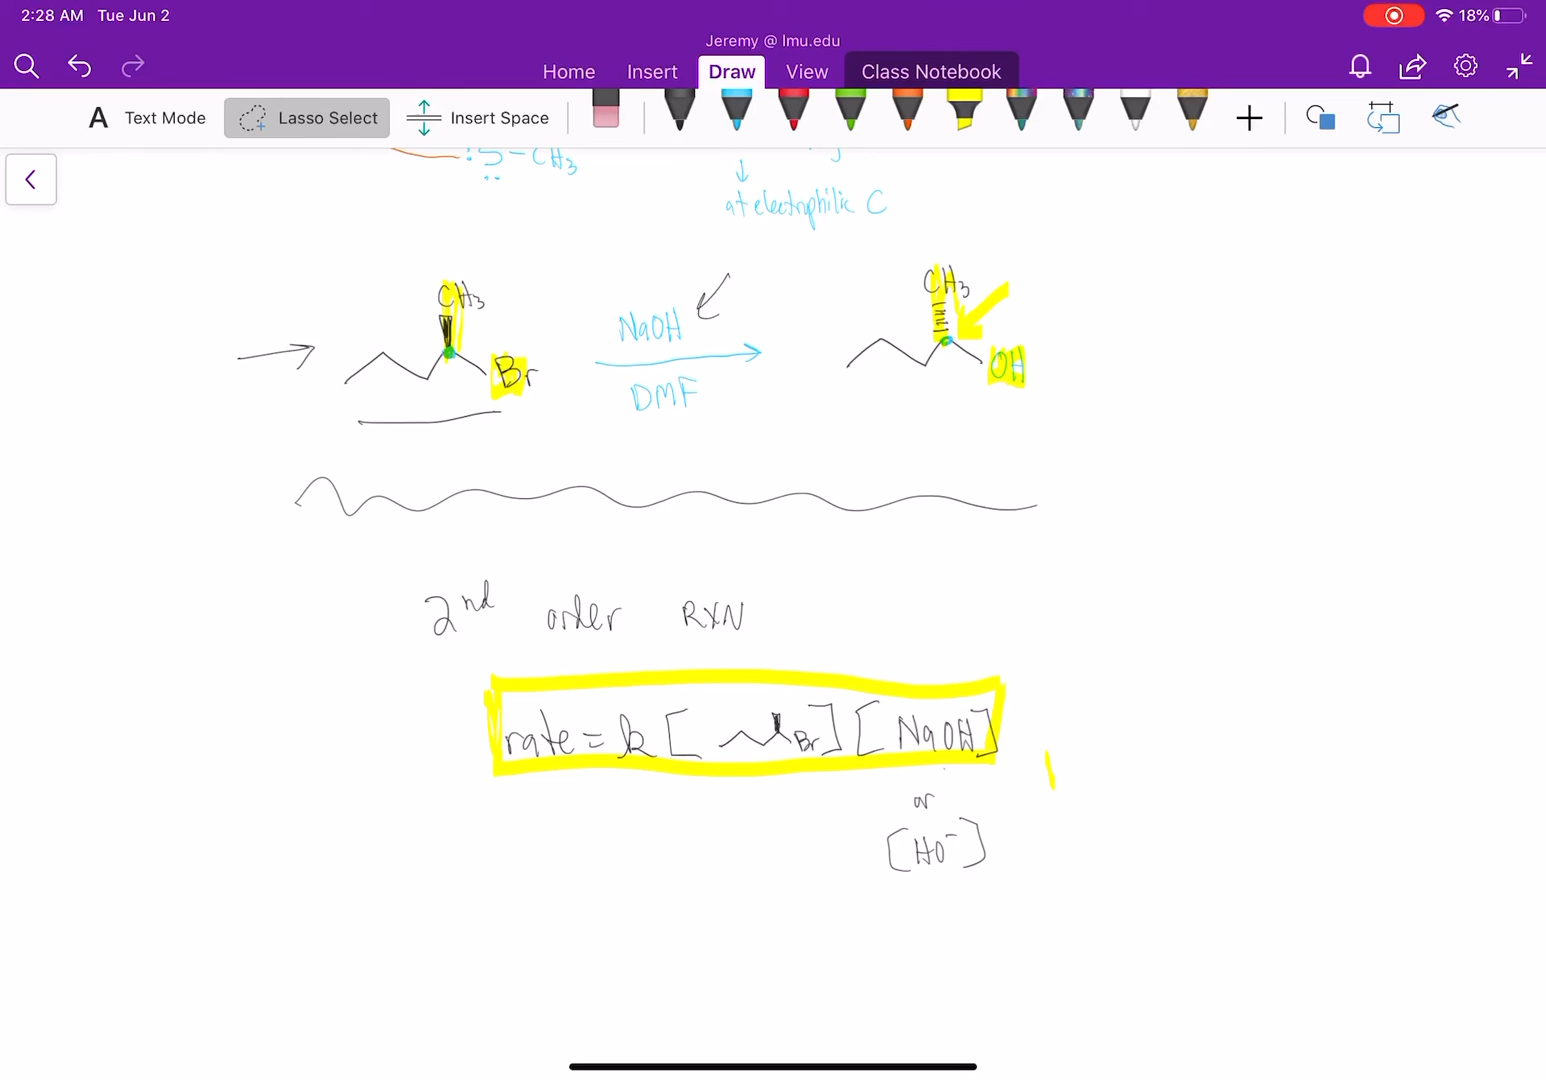 2:28 AM Tue Jun 2
18%
Jeremy @ lmu.edu
Home Insert Draw View Class Notebook
A Text Mode Lasso Select Insert Space
:S-CH3
at electrophilic C
CH3
Br
NaOH
DMF
CH3
OH
2nd order RXN
rate = k [ Br ] [ NaOH ]
or
[ HO⁻ ]